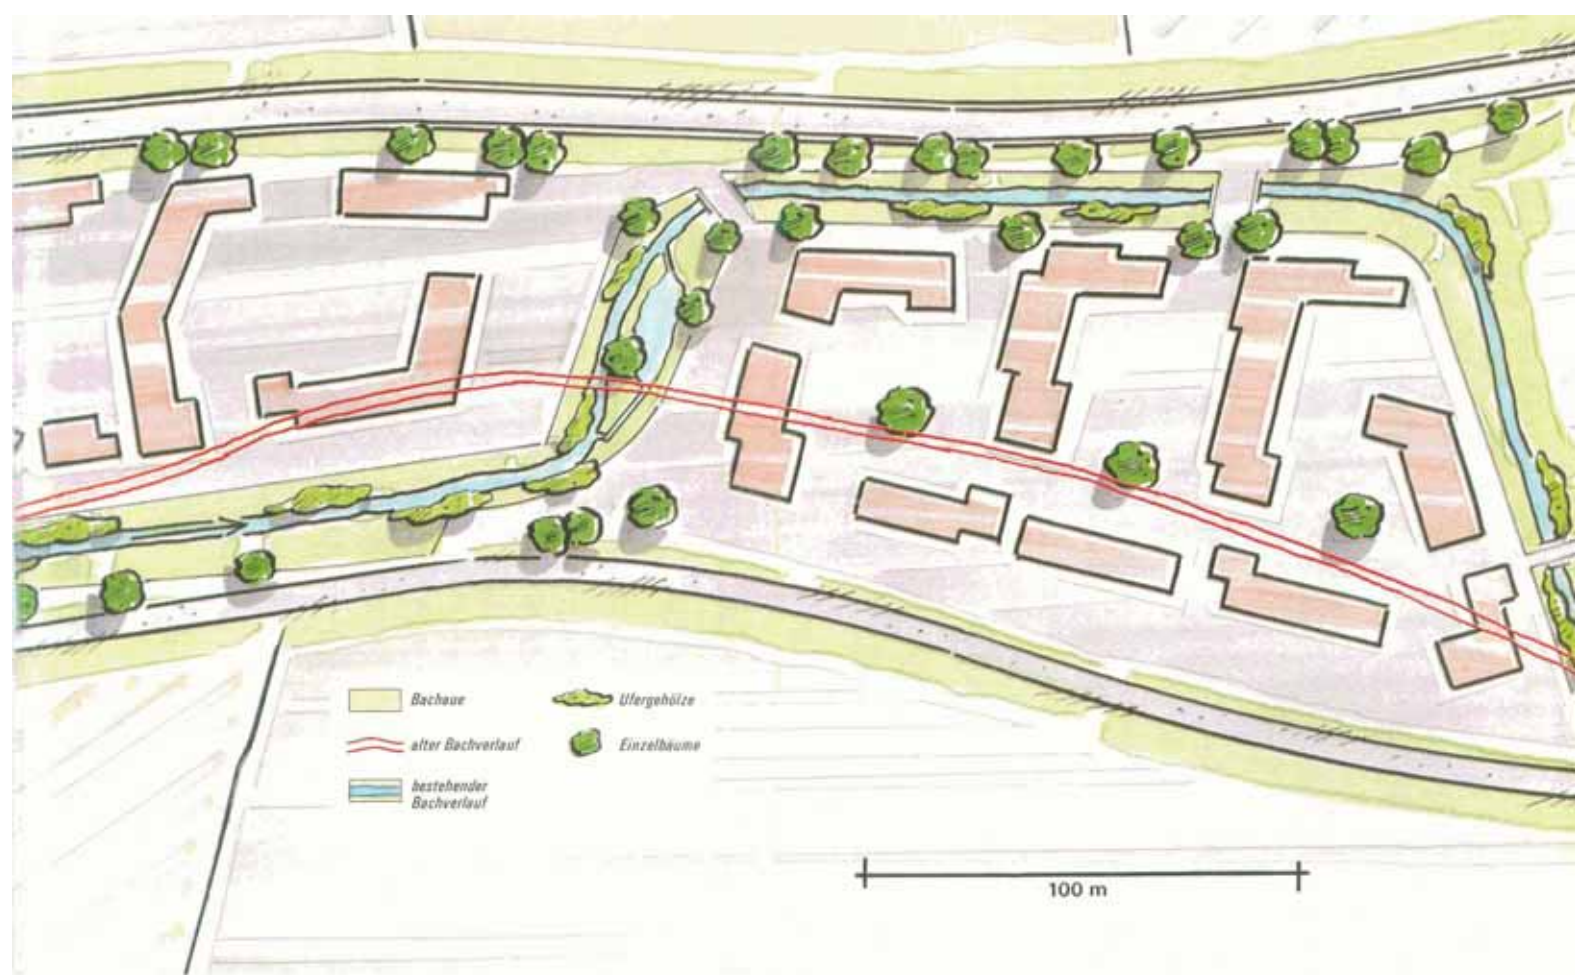 Bachaue
Ufergehölze
alter Bachverlauf
Einzelbäume
bestehender
Bachverlauf
100 m